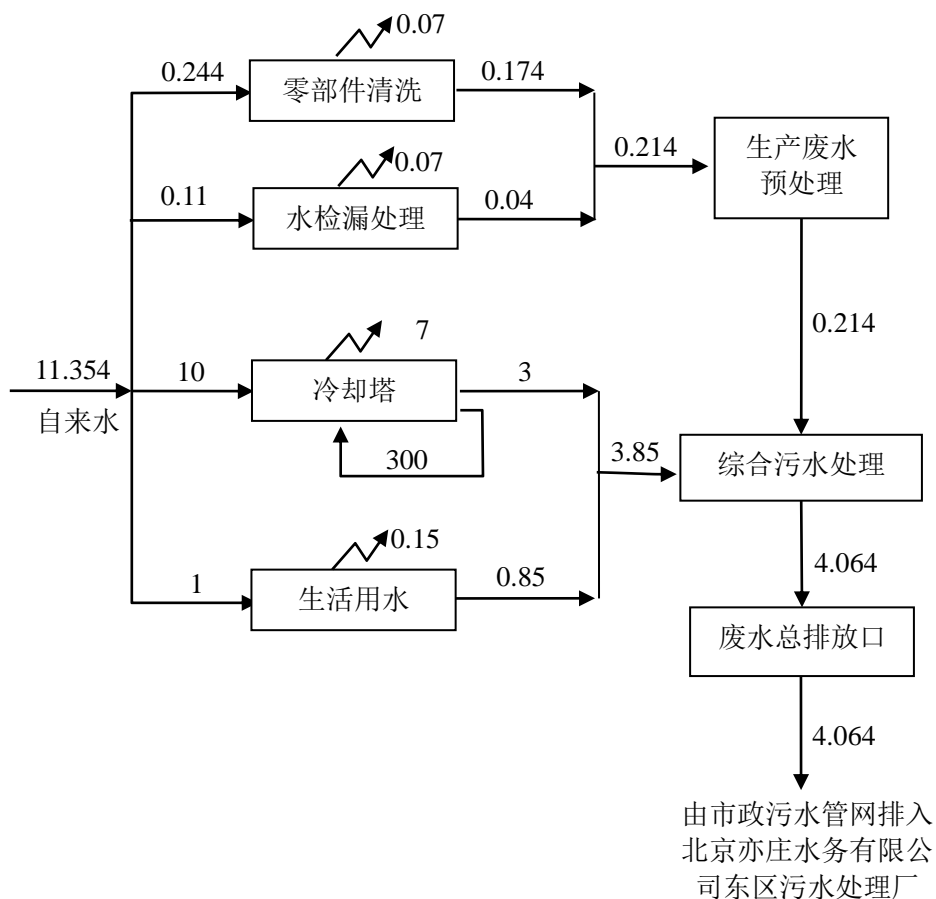 0.07
0.244
零部件清洗
0.174
0.07
0.214
生产废水
预处理
0.11
水检漏处理
0.04
7
0.214
11.354
自来水
10
冷却塔
3
300
3.85
综合污水处理
0.15
4.064
1
生活用水
0.85
废水总排放口
4.064
由市政污水管网排入
北京亦庄水务有限公
司东区污水处理厂